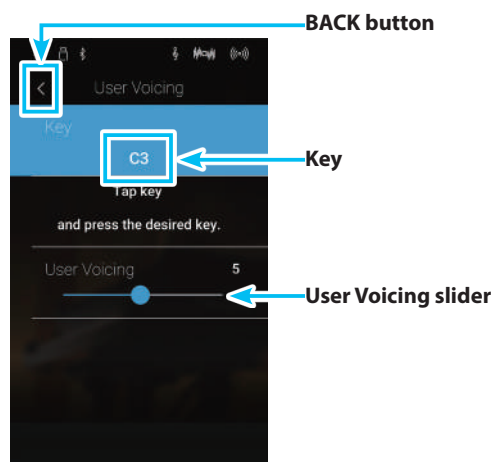 BACK button
User Voicing
Key
C3
Key
Tap key
and press the desired key.
User Voicing 5
User Voicing slider